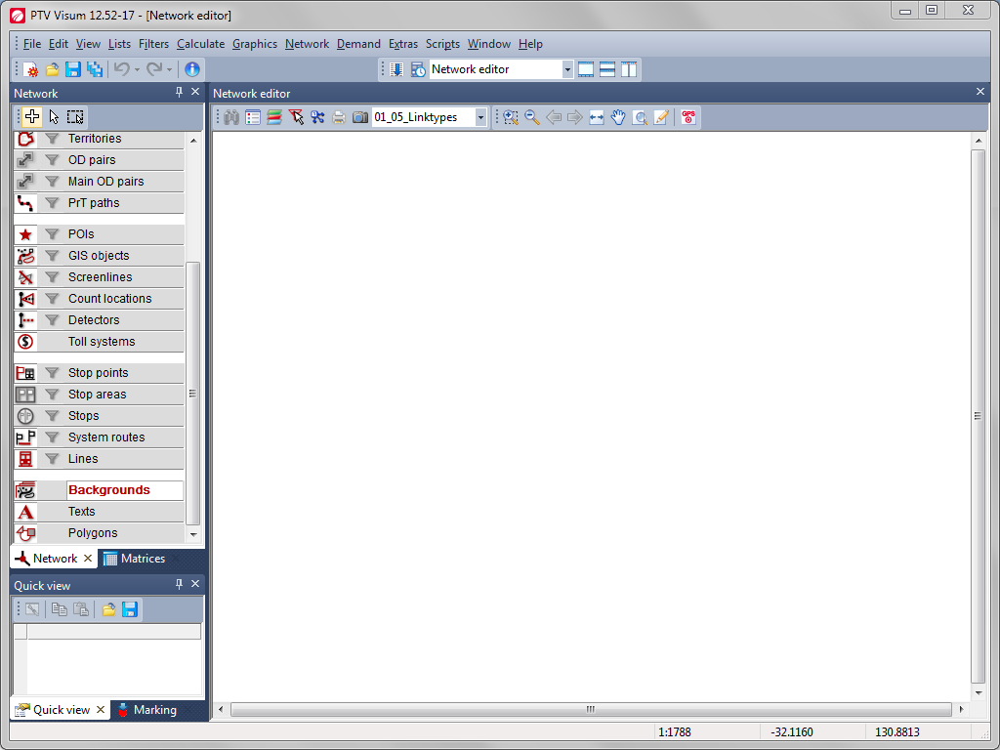 PTV Visum 12.52-17 - [Network editor]
File Edit View Lists Filters Calculate Graphics Network Demand Extras Scripts Window Help
Network editor
Network
Network editor
01_05_Linktypes
GPS
Territories
OD pairs
Main OD pairs
PrT paths
POIs
GIS objects
Screenlines
Count locations
Detectors
Toll systems
Stop points
Stop areas
Stops
System routes
Lines
Backgrounds
Texts
Polygons
Network Matrices
Quick view
Quick view Marking
1:1788 -32.1160 130.8813